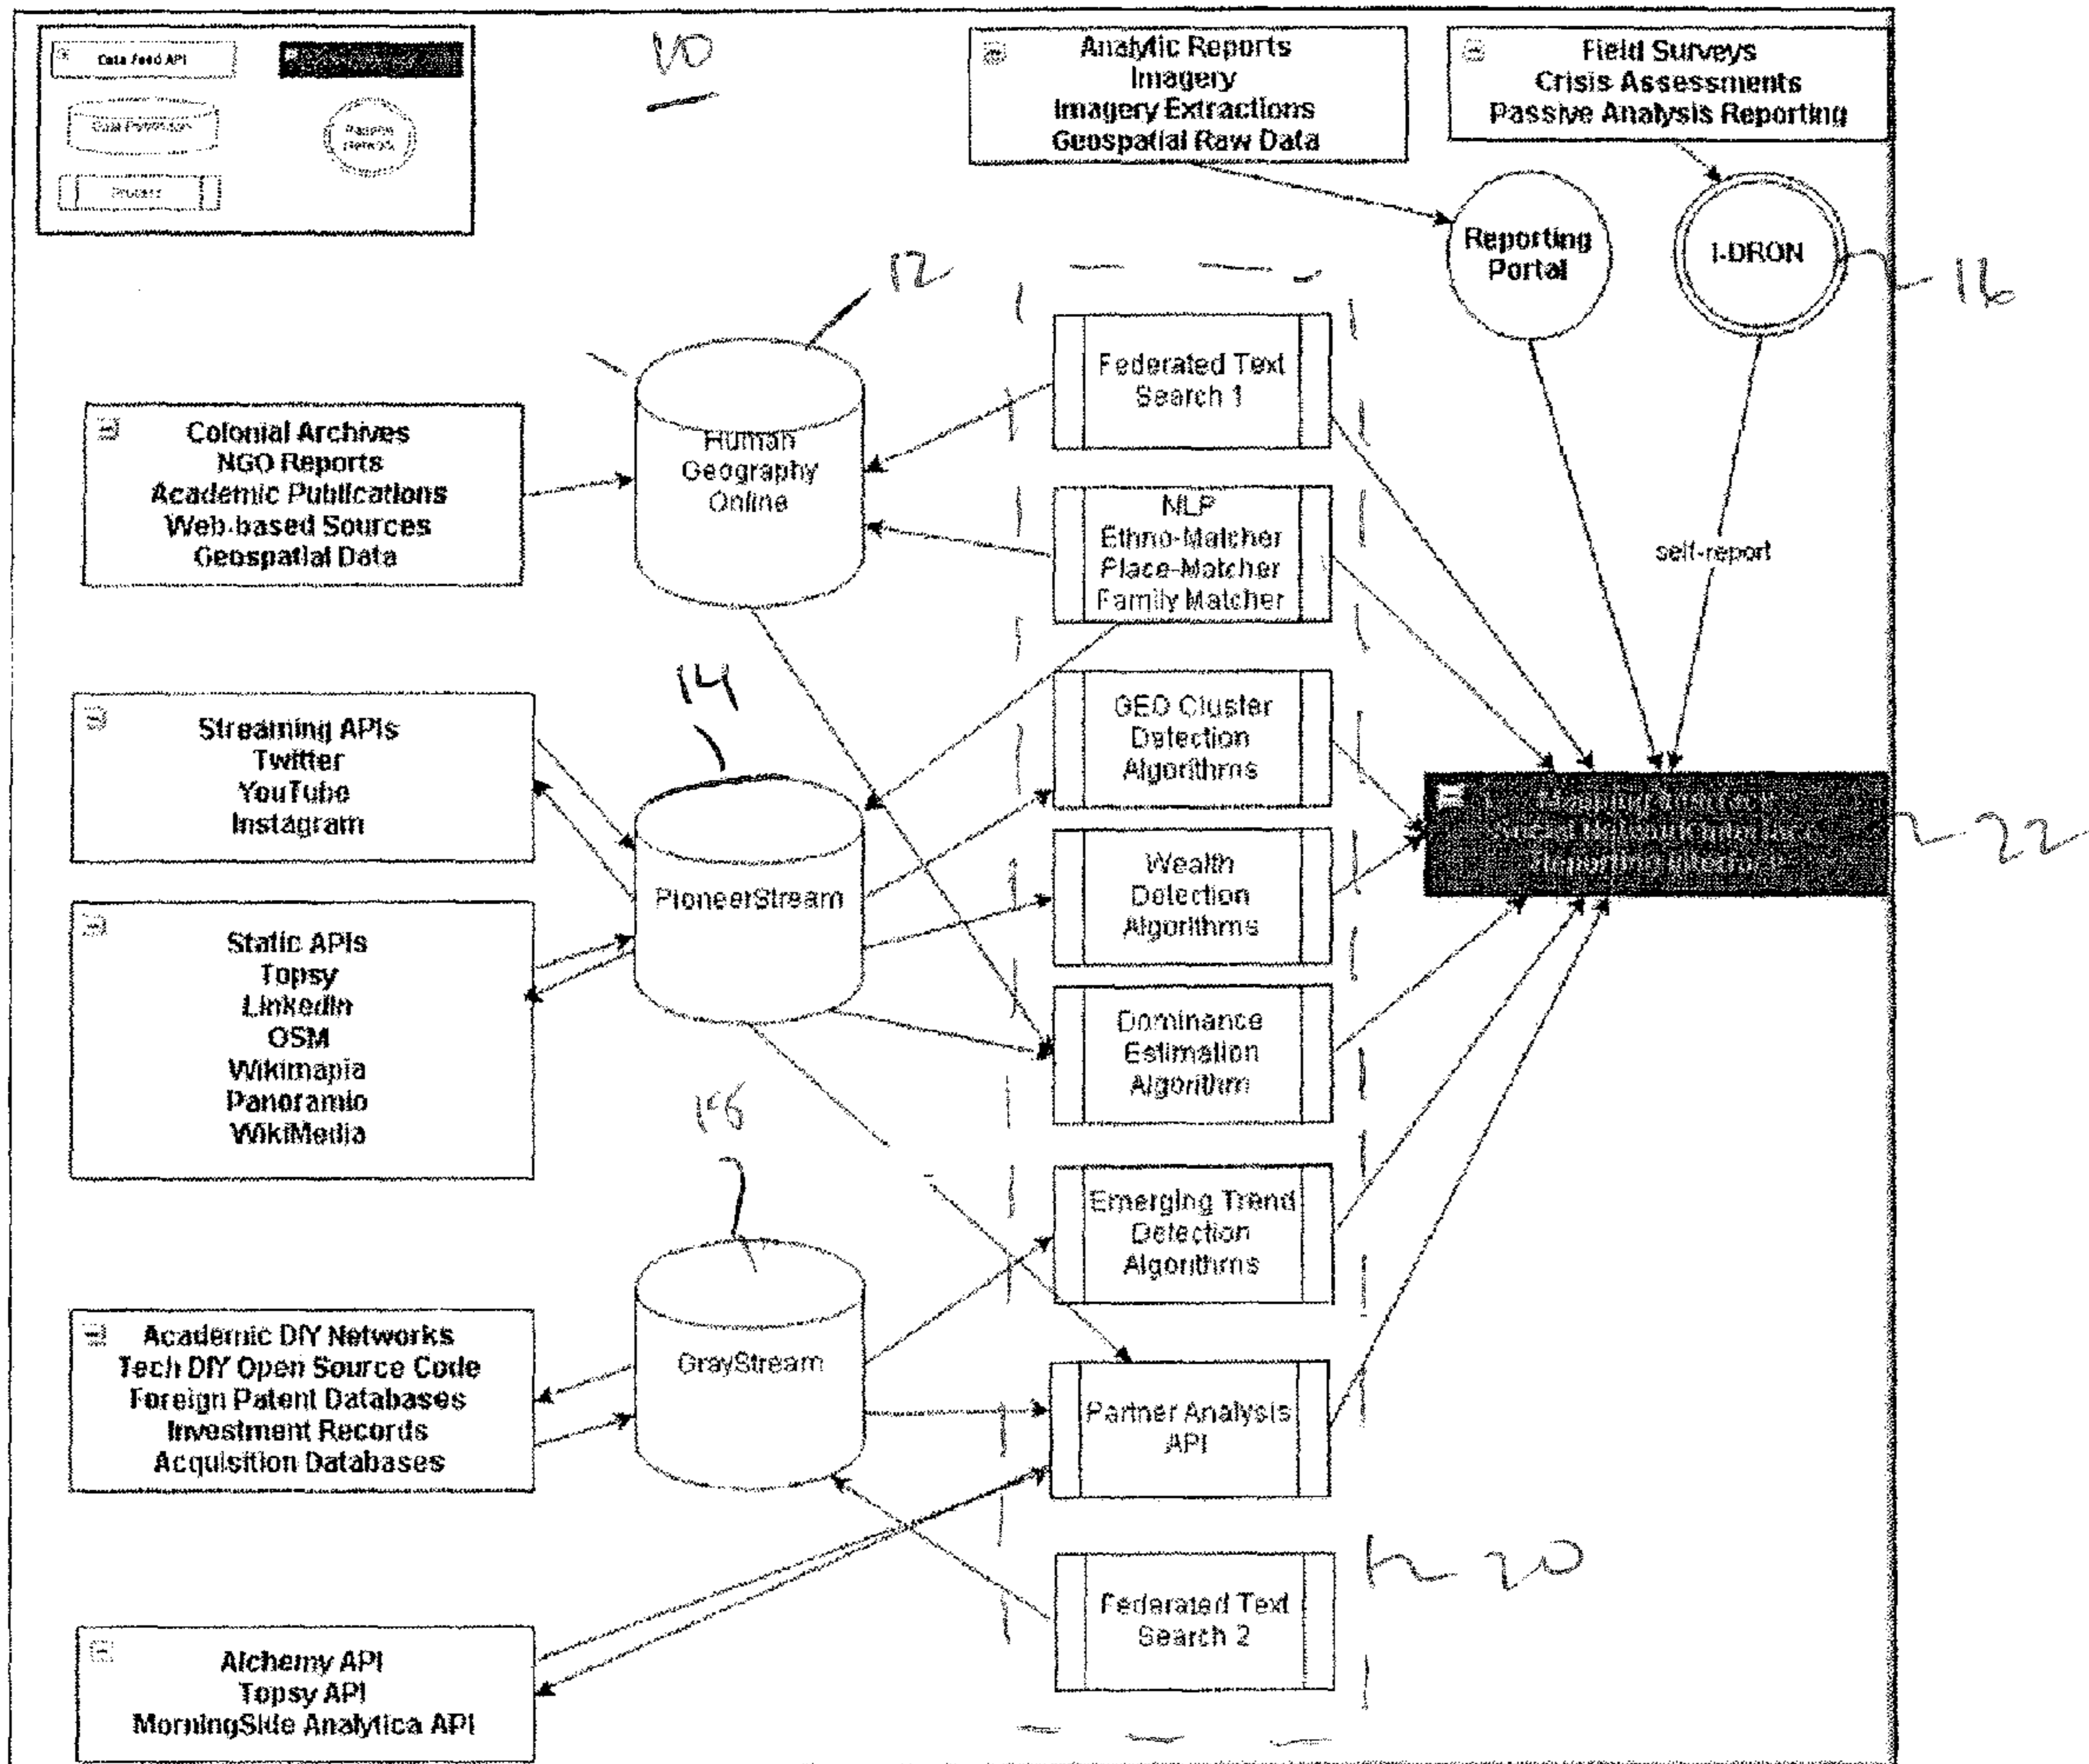 Data Feed API
Process
10
Analytic Reports
Imagery
Imagery Extractions
Geospatial Raw Data
Field Surveys
Crisis Assessments
Passive Analysis Reporting
Reporting
Portal
I-DRON
16
12
Colonial Archives
NGO Reports
Academic Publications
Web-based Sources
Geospatial Data
Human
Geography
Online
Federated Text
Search 1
NLP
Ethno-Matcher
Place-Matcher
Family Matcher
self-report
14
Streaming APIs
Twitter
YouTube
Instagram
Static APIs
Topsy
LinkedIn
OSM
Wikimapia
Panoramio
WikiMedia
PioneerStream
GEO Cluster
Detection
Algorithms
Wealth
Detection
Algorithms
Dominance
Estimation
Algorithm
22
Emerging Trend
Detection
Algorithms
Academic DIY Networks
Tech DIY Open Source Code
Foreign Patent Databases
Investment Records
Acquisition Databases
GrayStream
Partner Analysis
API
Federated Text
Search 2
20
Alchemy API
Topsy API
MorningSide Analytica API